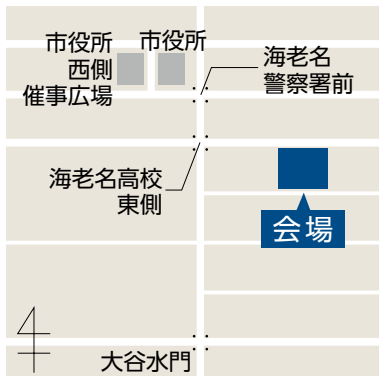 市役所
西側
催事広場
市役所
海老名
警察署前
海老名高校
東側
会場
大谷水門